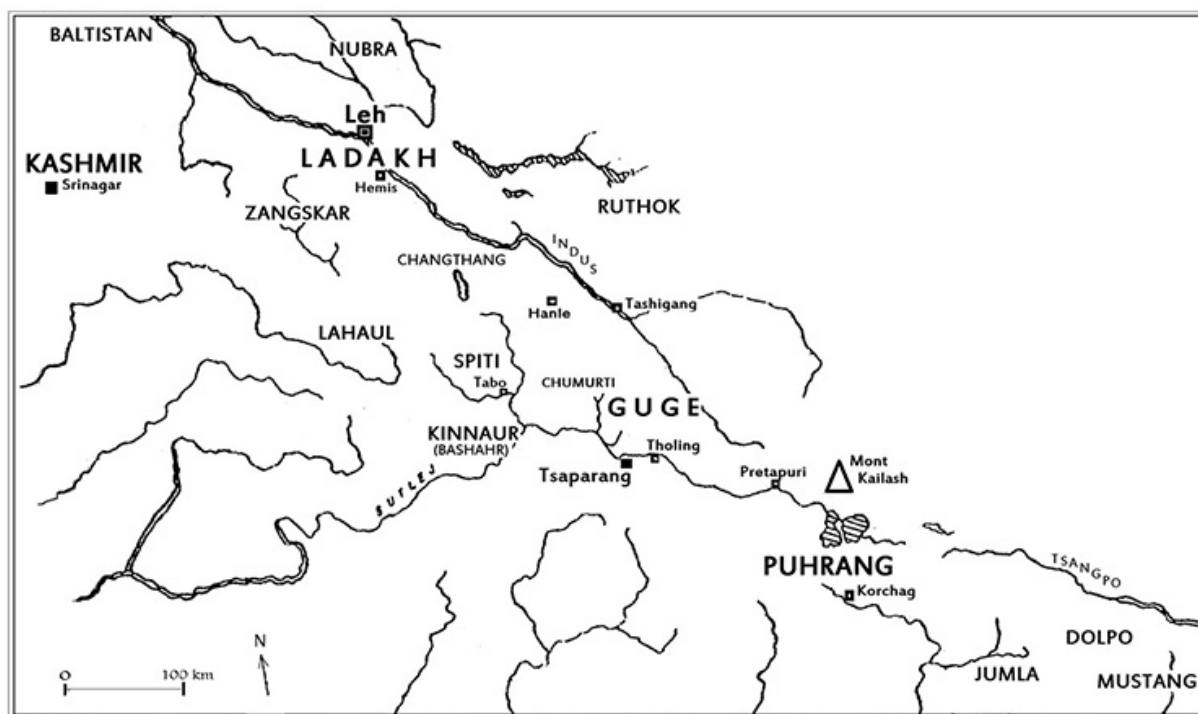 BALTISTAN
NUBRA
Leh
LADAKH
KASHMIR
Srinagar
Hemis
ZANGSKAR
RUTHOK
INDUS
CHANGTHANG
Hanle
Tashigang
LAHAUL
SPITI
Tabo
CHUMURTI
GUGE
KINNAUR
(BASHAHR)
Tholing
Tsaparang
Pretapuri
Mont
Kailash
SUTLEJ
PUHRANG
Korchag
TSANGPO
DOLPO
JUMLA
MUSTANG
N
0 100 km